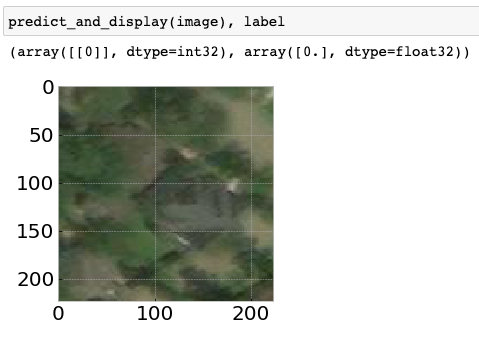 predict_and_display(image), label
(array([[0]], dtype=int32), array([0.], dtype=float32))
0
50
100
150
200
0 100 200